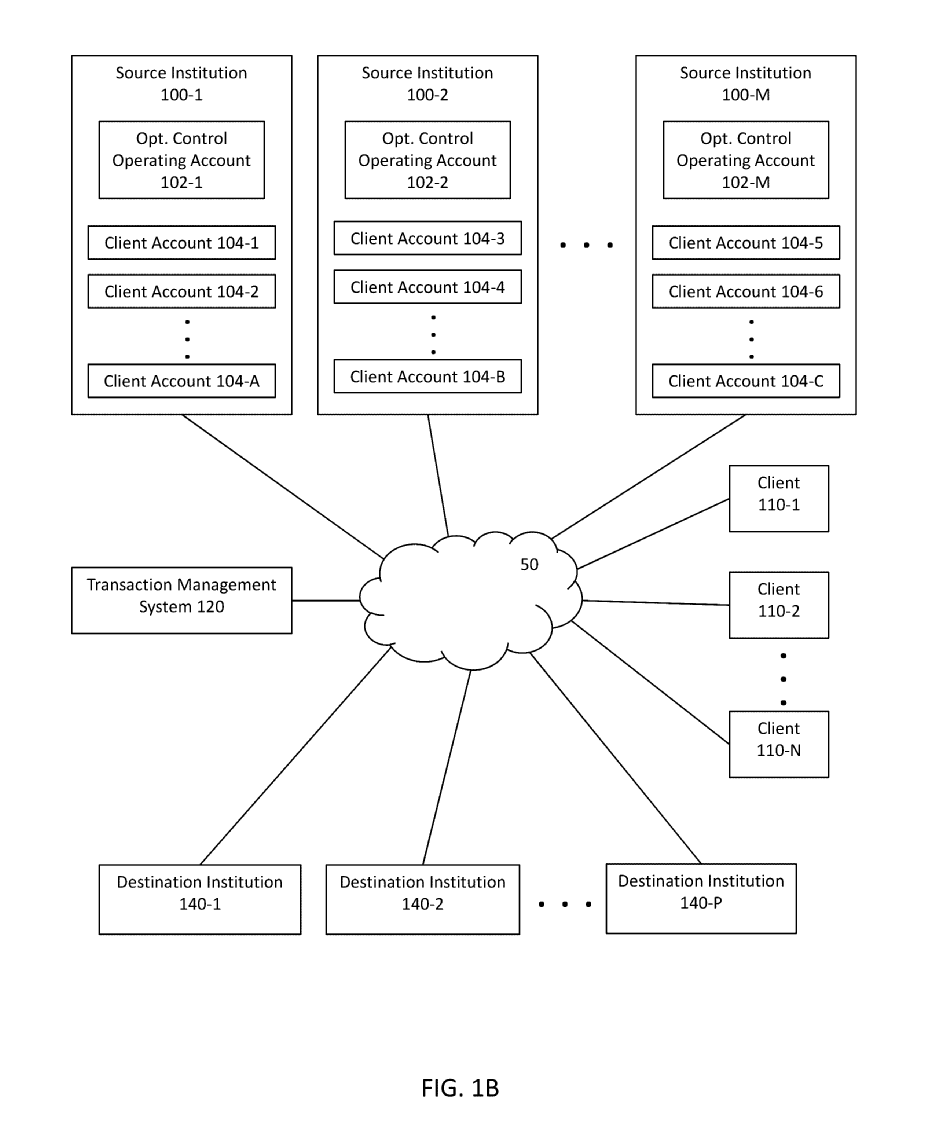 Source Institution
100-1
Opt. Control
Operating Account
102-1
Client Account 104-1
Client Account 104-2
Client Account 104-A
Source Institution
100-2
Opt. Control
Operating Account
102-2
Client Account 104-3
Client Account 104-4
Client Account 104-B
Source Institution
100-M
Opt. Control
Operating Account
102-M
Client Account 104-5
Client Account 104-6
Client Account 104-C
Client
110-1
50
Transaction Management
System 120
Client
110-2
Client
110-N
Destination Institution
140-1
Destination Institution
140-2
Destination Institution
140-P
FIG. 1B